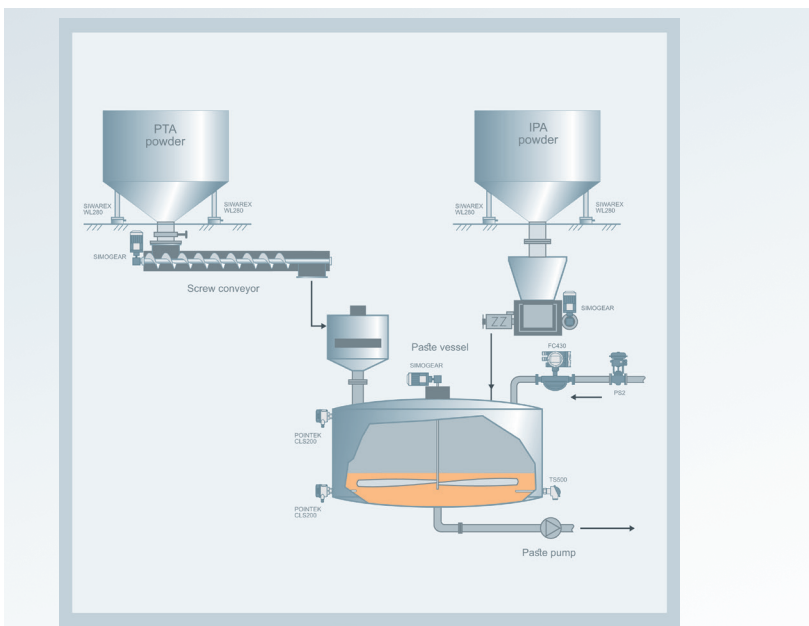 PTA
powder
IPA
powder
SIWAREX
WL280
SIWAREX
WL280
SIWAREX
WL280
SIWAREX
WL280
SIMOGEAR
Screw conveyor
SIMOGEAR
Paste vessel
SIMOGEAR
FC430
PS2
POINTEK
CLS200
POINTEK
CLS200
TS500
Paste pump